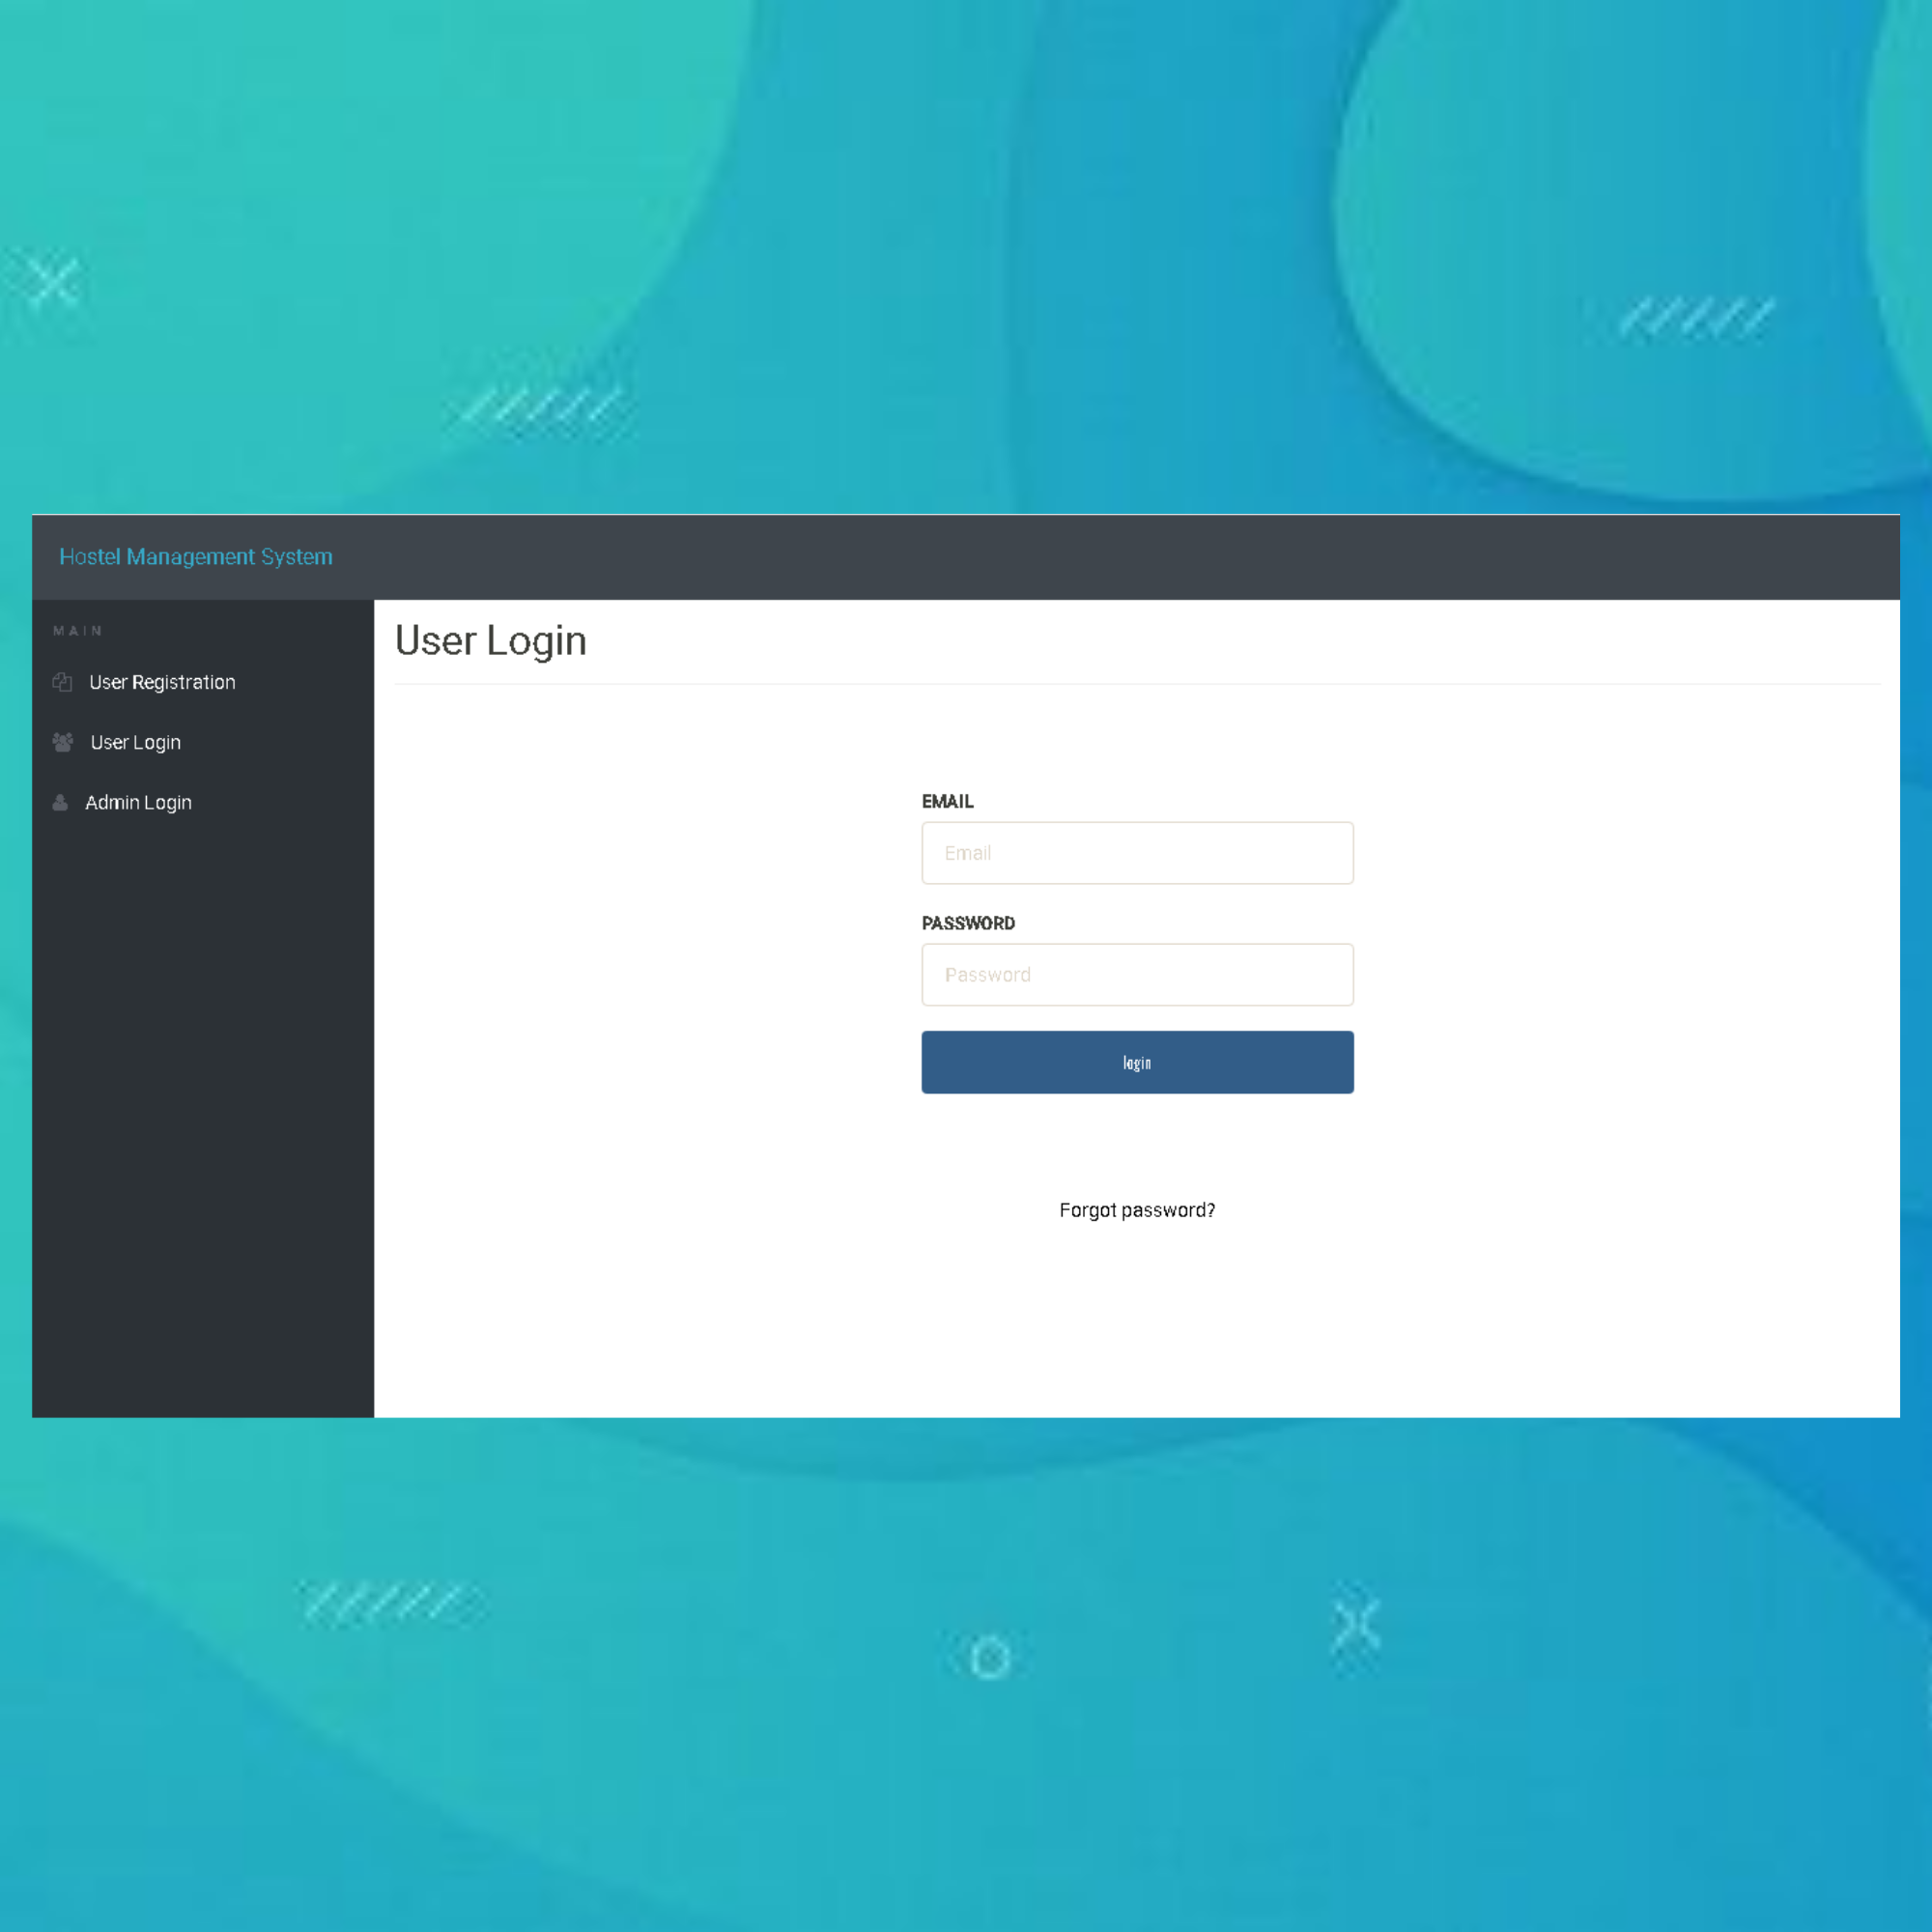 Hostel Management System
MAIN
User Registration
User Login
Admin Login
User Login
EMAIL
Email
PASSWORD
Password
login
Forgot password?